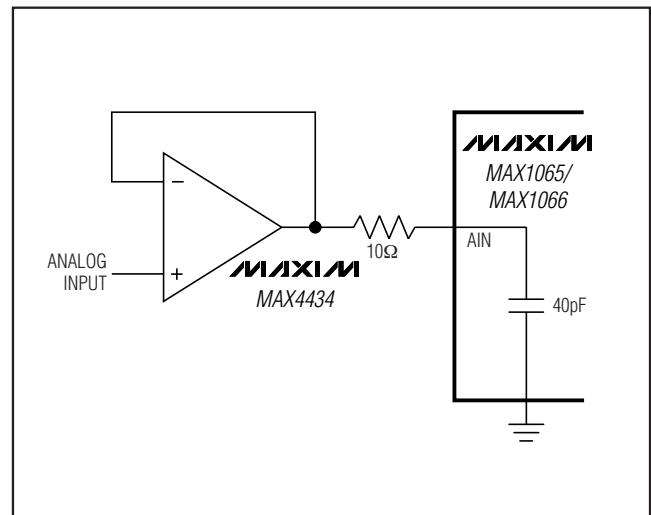 MAXIM
MAX1065/
MAX1066
−
ANALOG
INPUT
+
10Ω
AIN
MAXIM
MAX4434
40pF